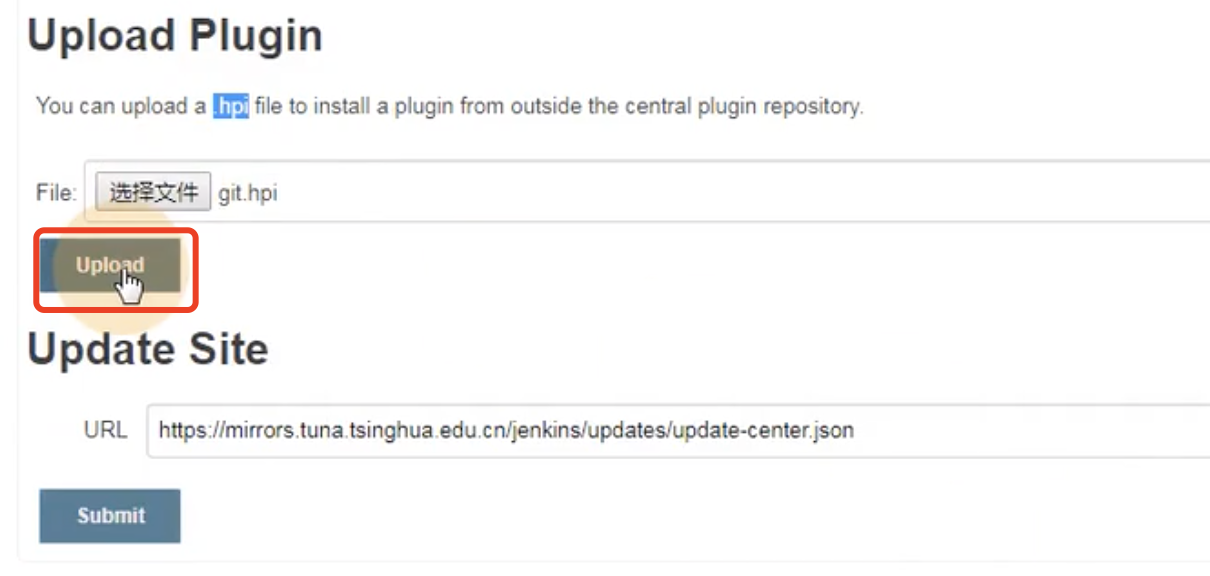 Upload Plugin
You can upload a .hpi file to install a plugin from outside the central plugin repository.
File: 选择文件 git.hpi
Upload
Update Site
URL https://mirrors.tuna.tsinghua.edu.cn/jenkins/updates/update-center.json
Submit